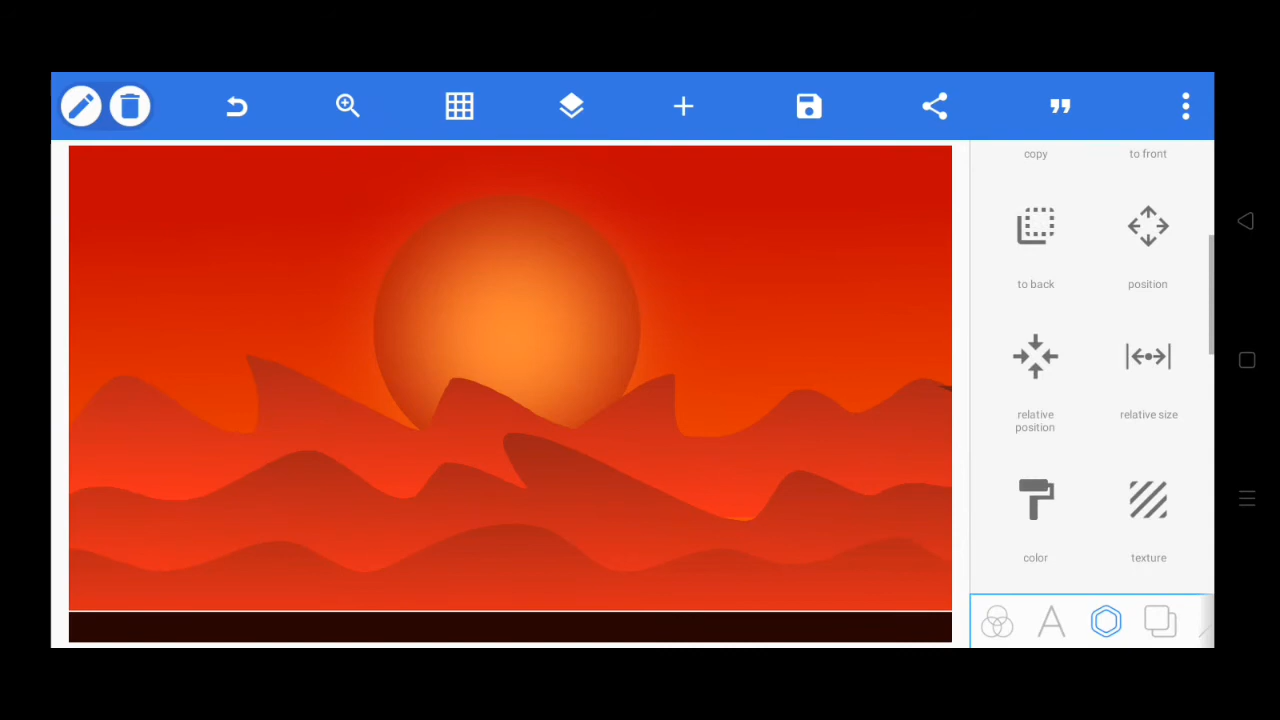 copy
to front
to back
position
relative
position
relative size
color
texture